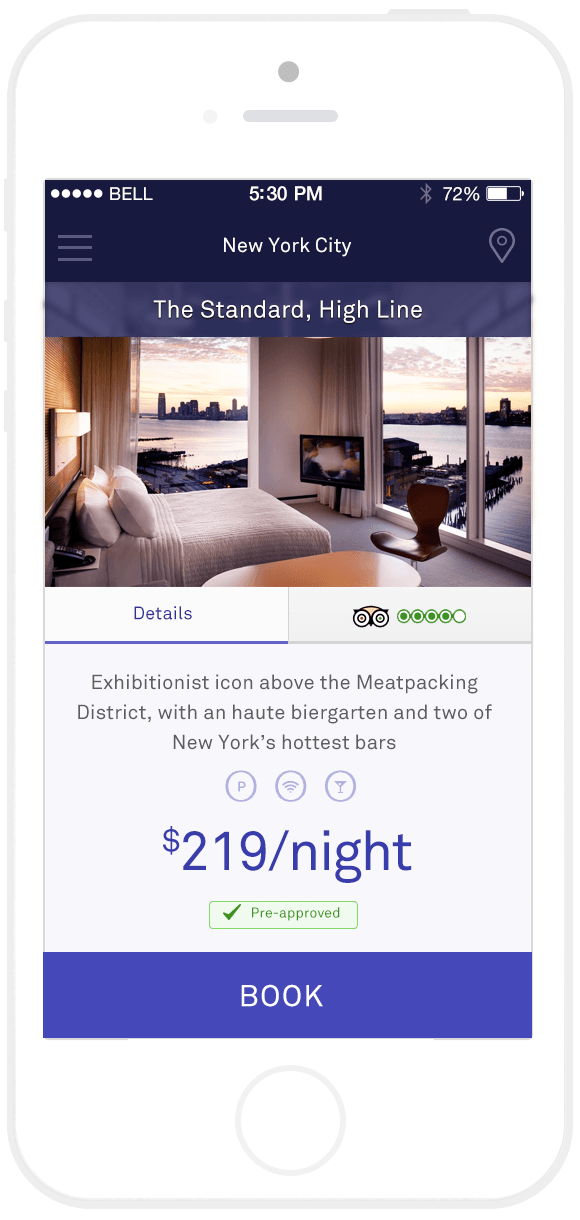 BELL
5:30 PM
72%
New York City
The Standard, High Line
Details
Exhibitionist icon above the Meatpacking
District, with an haute biergarten and two of
New York’s hottest bars
P
$219/night
Pre-approved
BOOK